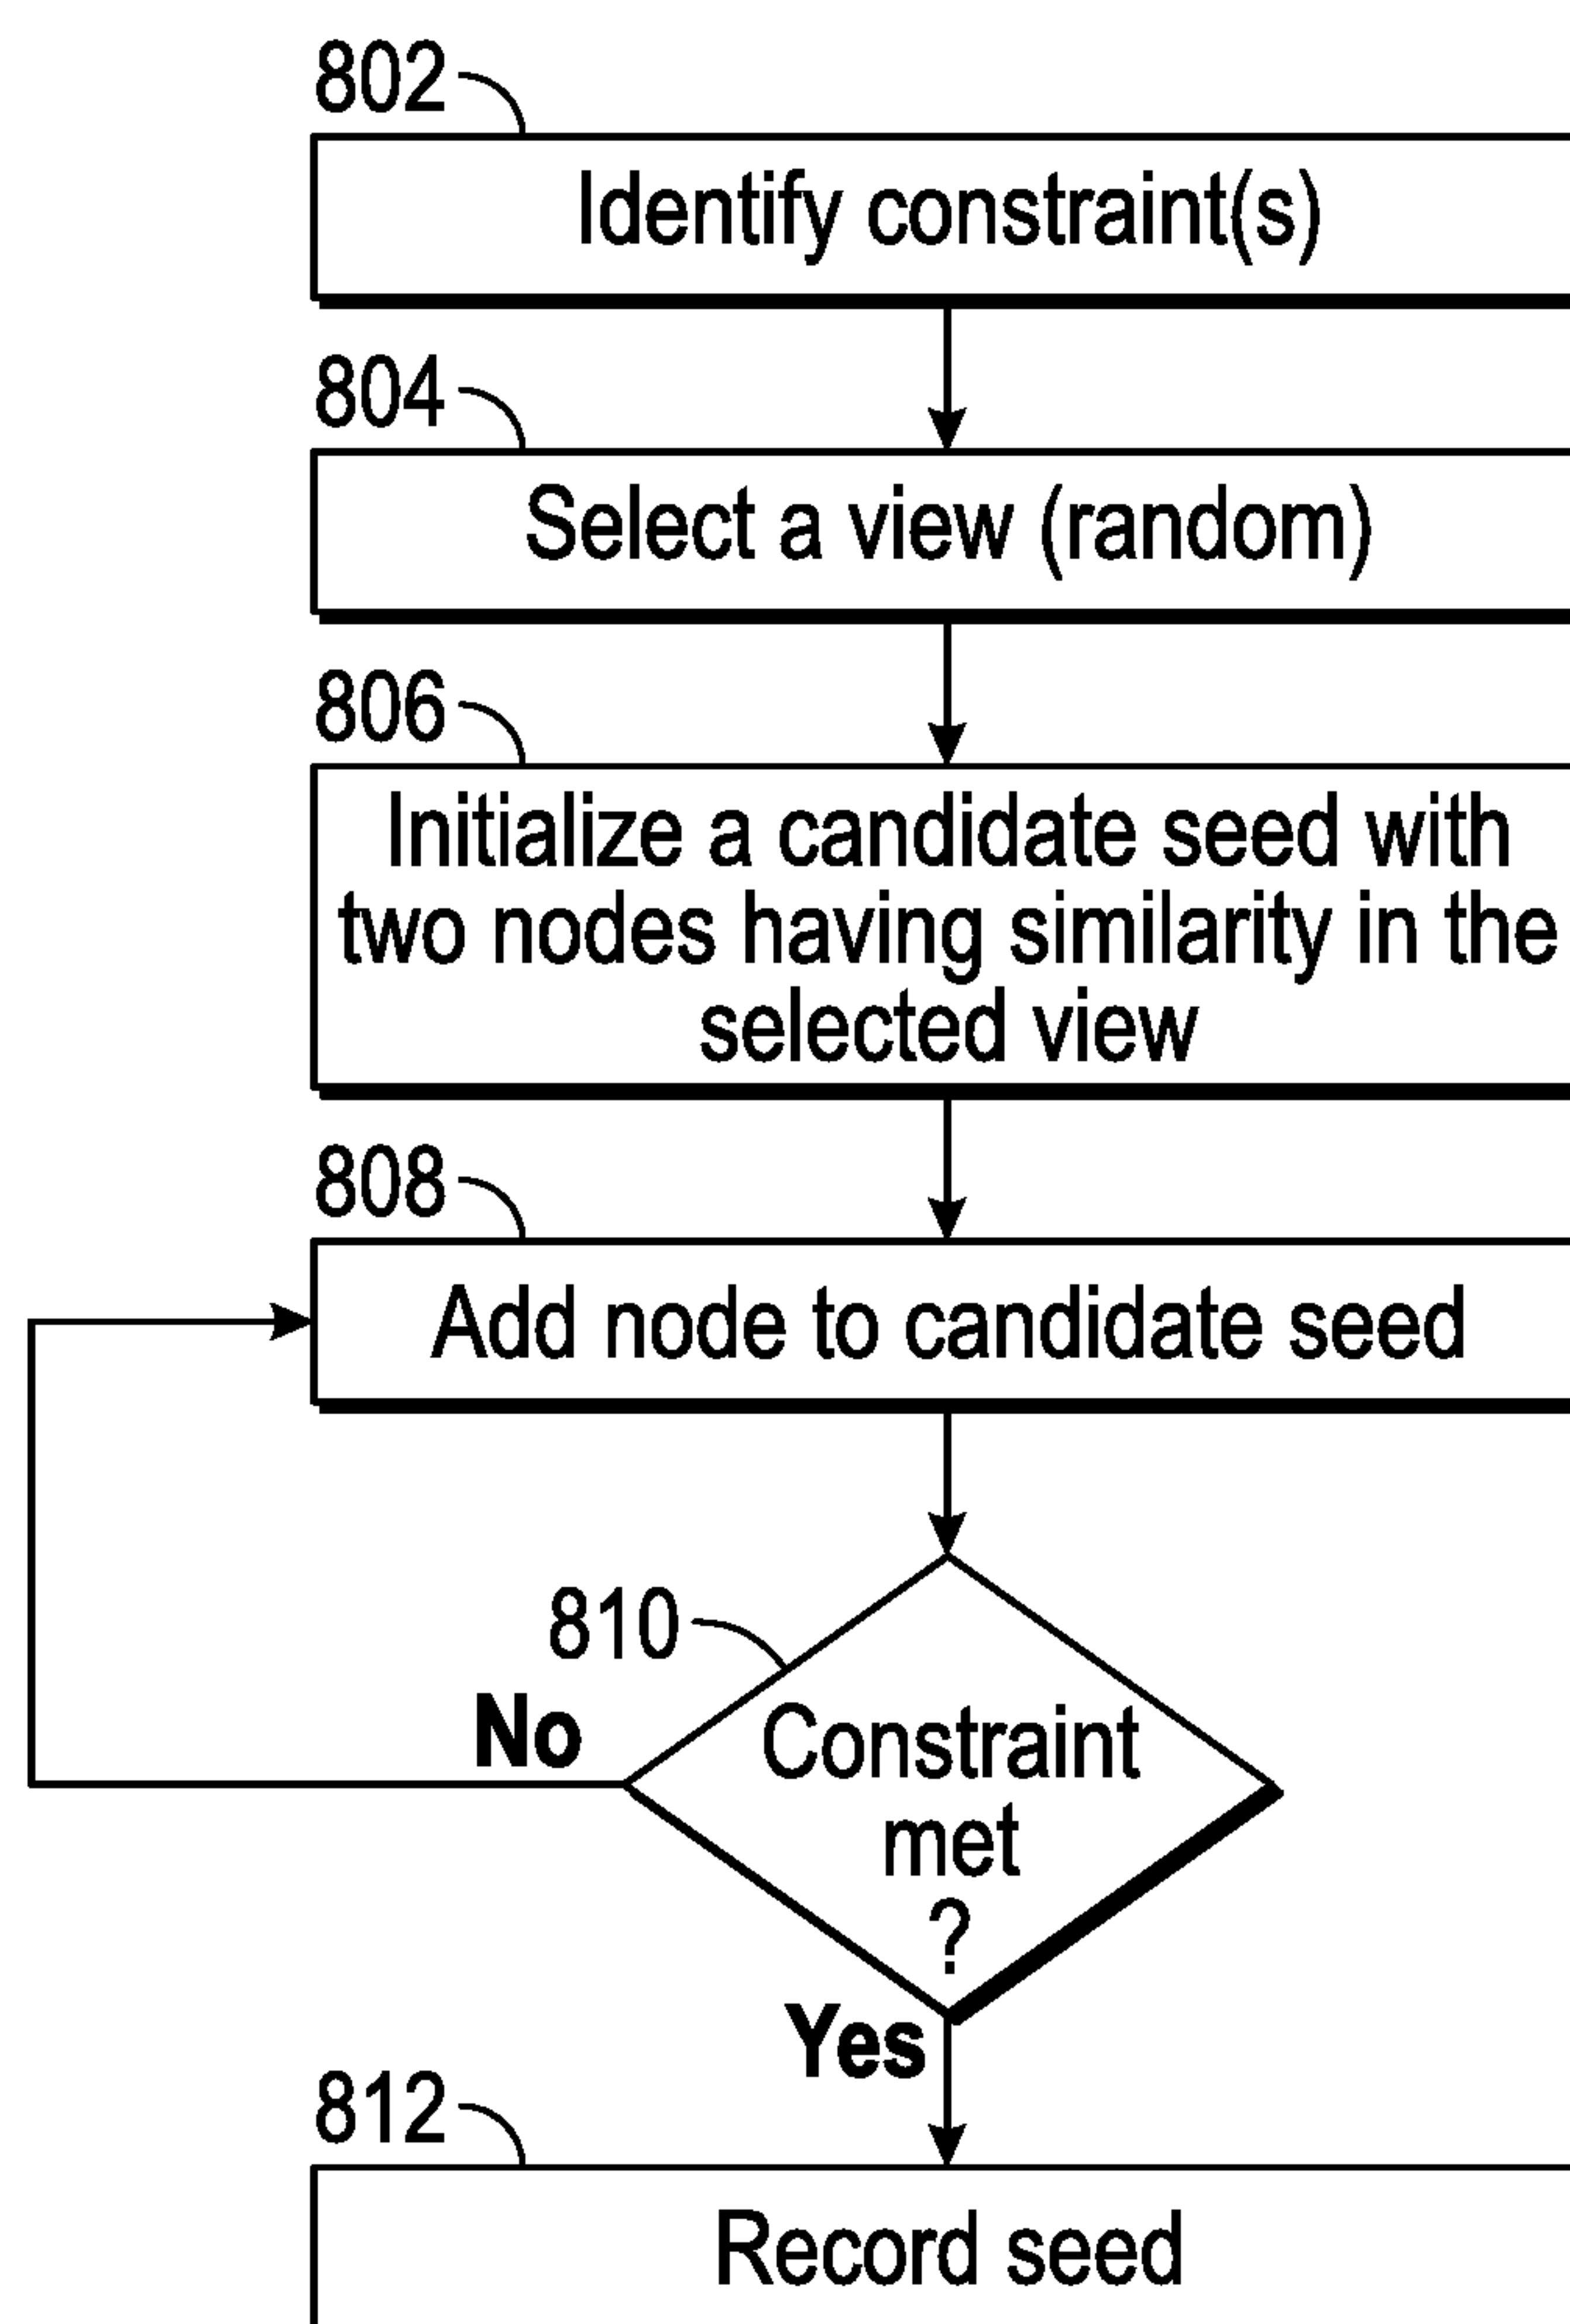 802
Identify constraint(s)
804
Select a view (random)
806
Initialize a candidate seed with
two nodes having similarity in the
selected view
808
Add node to candidate seed
810
No
Constraint
met
?
Yes
812
Record seed